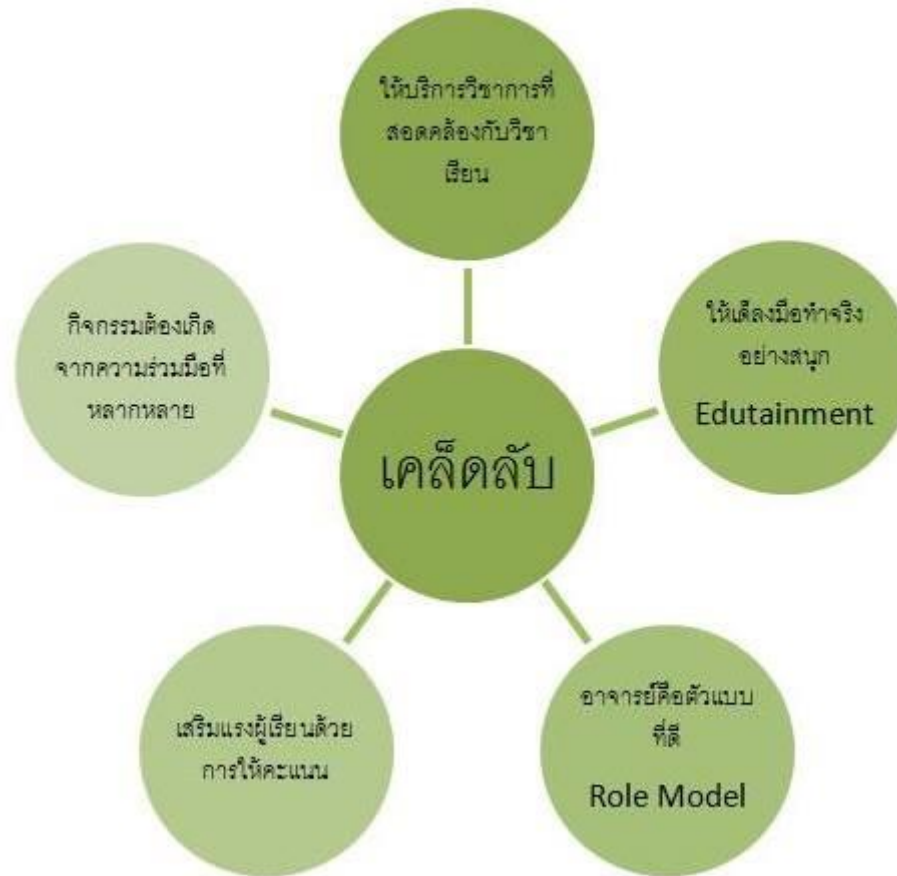 ให้บริการวิชาการที่
สอดคล้องกับวิชา
เรียน
ให้เด็ลงมือทำจริง
อย่างสนุก
Edutainment
อาจารย์คือตัวแบบ
ที่ดี
Role Model
เสริมแรงผู้เรียนด้วย
การให้คะแนน
กิจกรรมต้องเกิด
จากความร่วมมือที่
หลากหลาย
เคล็ดลับ